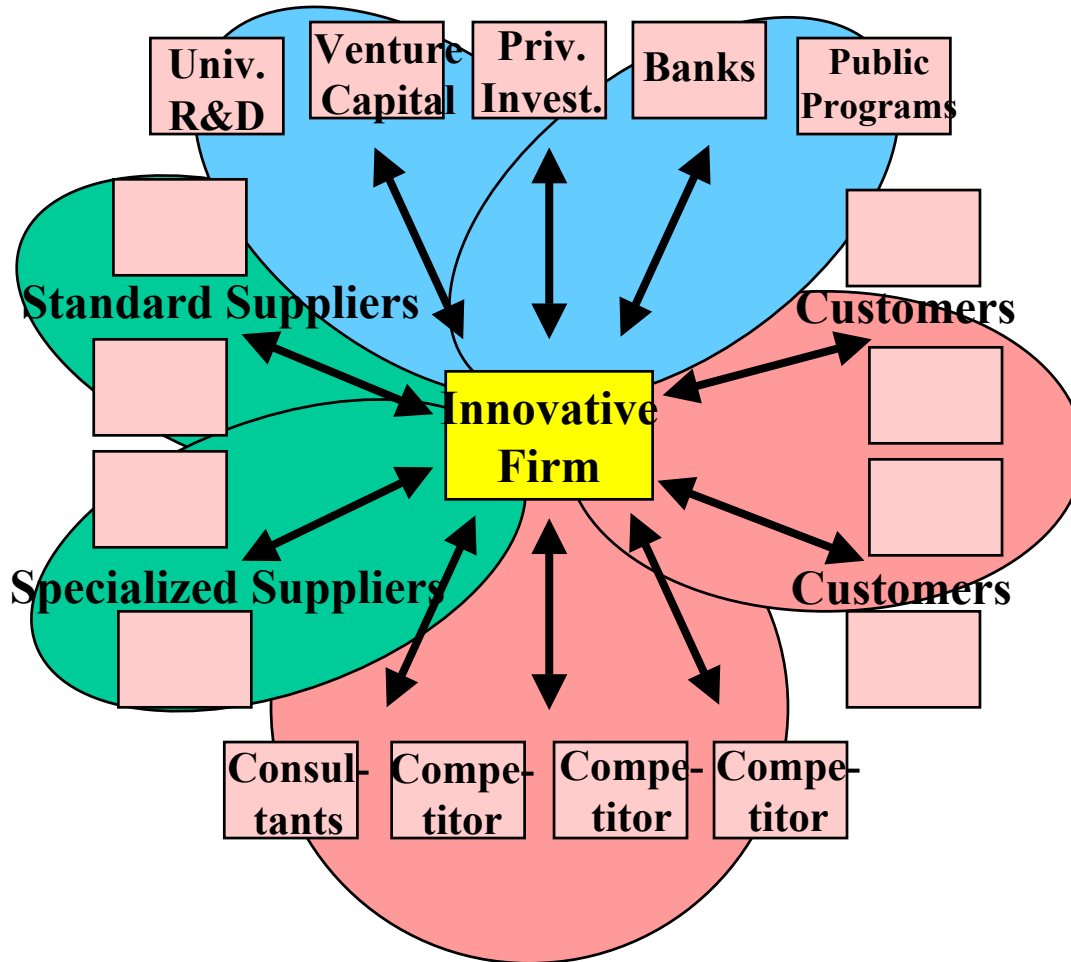 Univ.
R&D
Venture
Capital
Priv.
Invest.
Banks
Public
Programs
Standard Suppliers
Customers
Innovative
Firm
Specialized Suppliers
Customers
Consul-
tants
Compe-
titor
Compe-
titor
Compe-
titor